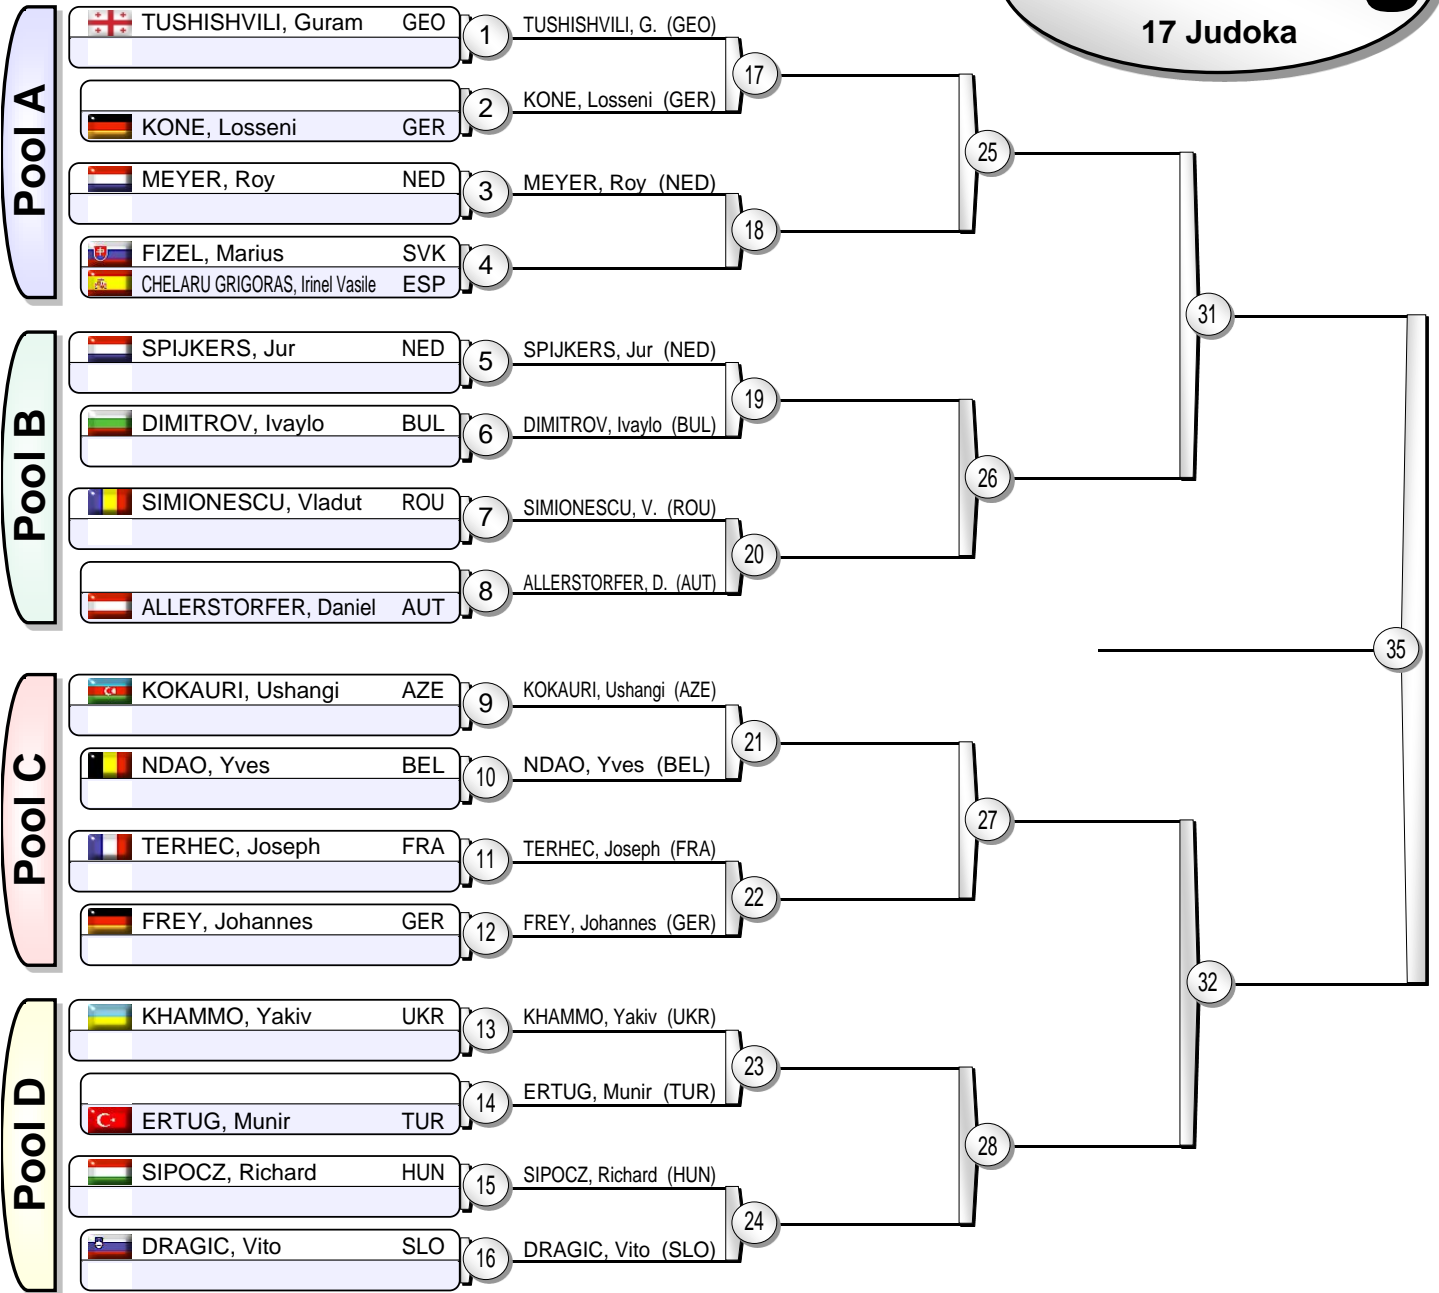 17 Judoka
Pool A
TUSHISHVILI, Guram GEO
1
TUSHISHVILI, G. (GEO)
17
2
KONE, Losseni (GER)
KONE, Losseni GER
25
MEYER, Roy NED
3
MEYER, Roy (NED)
18
FIZEL, Marius SVK
4
CHELARU GRIGORAS, Irinel Vasile ESP
31
Pool B
SPIJKERS, Jur NED
5
SPIJKERS, Jur (NED)
19
DIMITROV, Ivaylo BUL
6
DIMITROV, Ivaylo (BUL)
26
SIMIONESCU, Vladut ROU
7
SIMIONESCU, V. (ROU)
20
8
ALLERSTORFER, D. (AUT)
ALLERSTORFER, Daniel AUT
35
Pool C
KOKAURI, Ushangi AZE
9
KOKAURI, Ushangi (AZE)
21
NDAO, Yves BEL
10
NDAO, Yves (BEL)
27
TERHEC, Joseph FRA
11
TERHEC, Joseph (FRA)
22
FREY, Johannes GER
12
FREY, Johannes (GER)
32
Pool D
KHAMMO, Yakiv UKR
13
KHAMMO, Yakiv (UKR)
23
14
ERTUG, Munir (TUR)
ERTUG, Munir TUR
28
SIPOCZ, Richard HUN
15
SIPOCZ, Richard (HUN)
24
DRAGIC, Vito SLO
16
DRAGIC, Vito (SLO)